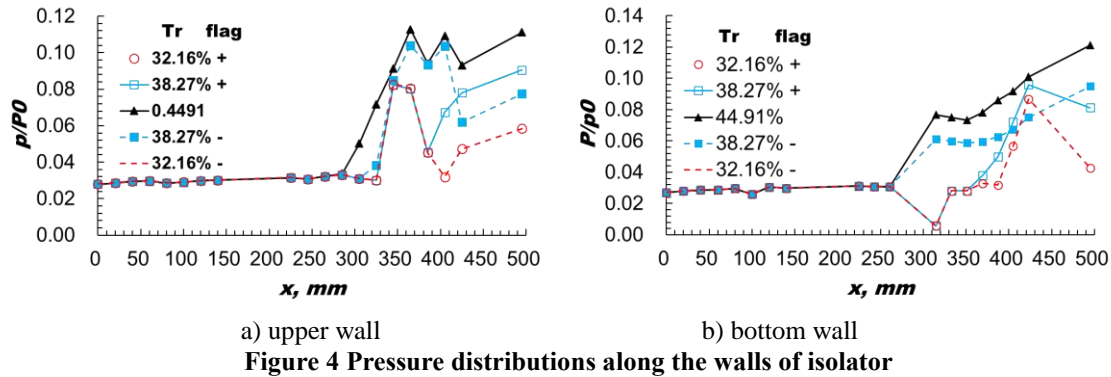 0.12
0.10
0.08
0.06
0.04
0.02
0.00
p/P0
Tr flag
32.16% +
38.27% +
0.4491
38.27% -
32.16% -
0 50 100 150 200 250 300 350 400 450 500
x, mm
a) upper wall
0.14
0.12
0.10
0.08
0.06
0.04
0.02
0.00
P/p0
Tr flag
32.16% +
38.27% +
44.91%
38.27% -
32.16% -
0 50 100 150 200 250 300 350 400 450 500
x, mm
b) bottom wall
Figure 4 Pressure distributions along the walls of isolator